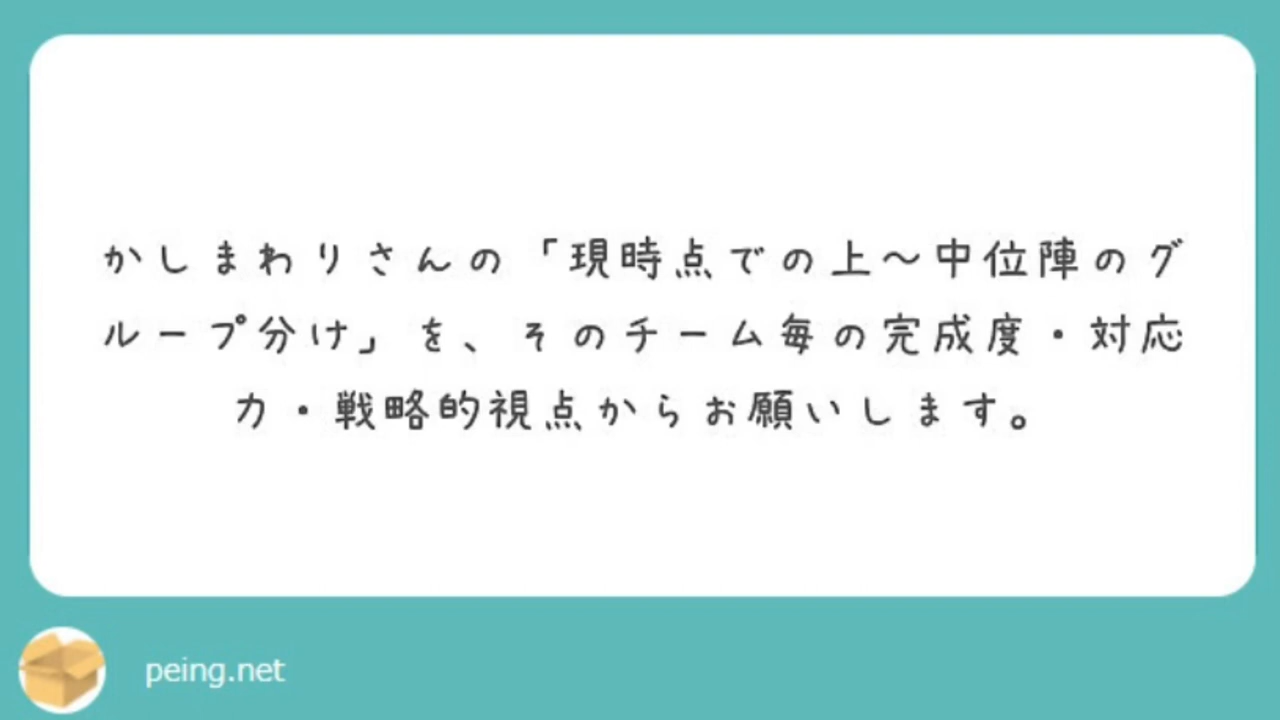 かしまわりさんの「現時点での上～中位陣のグ
ループ分け」を、そのチーム毎の完成度・対応
力・戦略的視点からお願いします。
peing.net